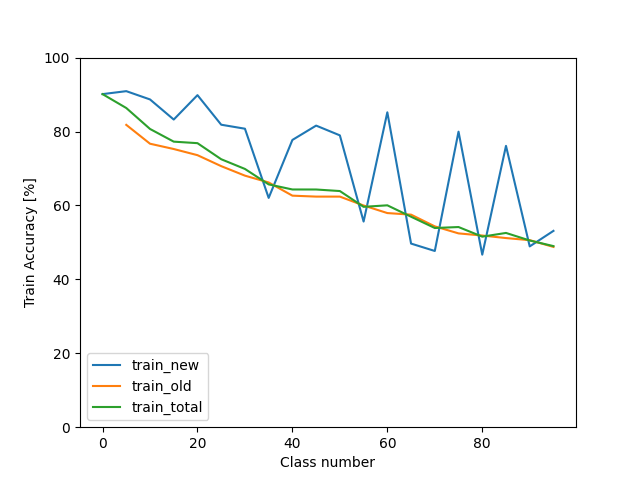 100
80
60
40
20
0
Train Accuracy [%]
train_new
train_old
train_total
0 20 40 60 80
Class number